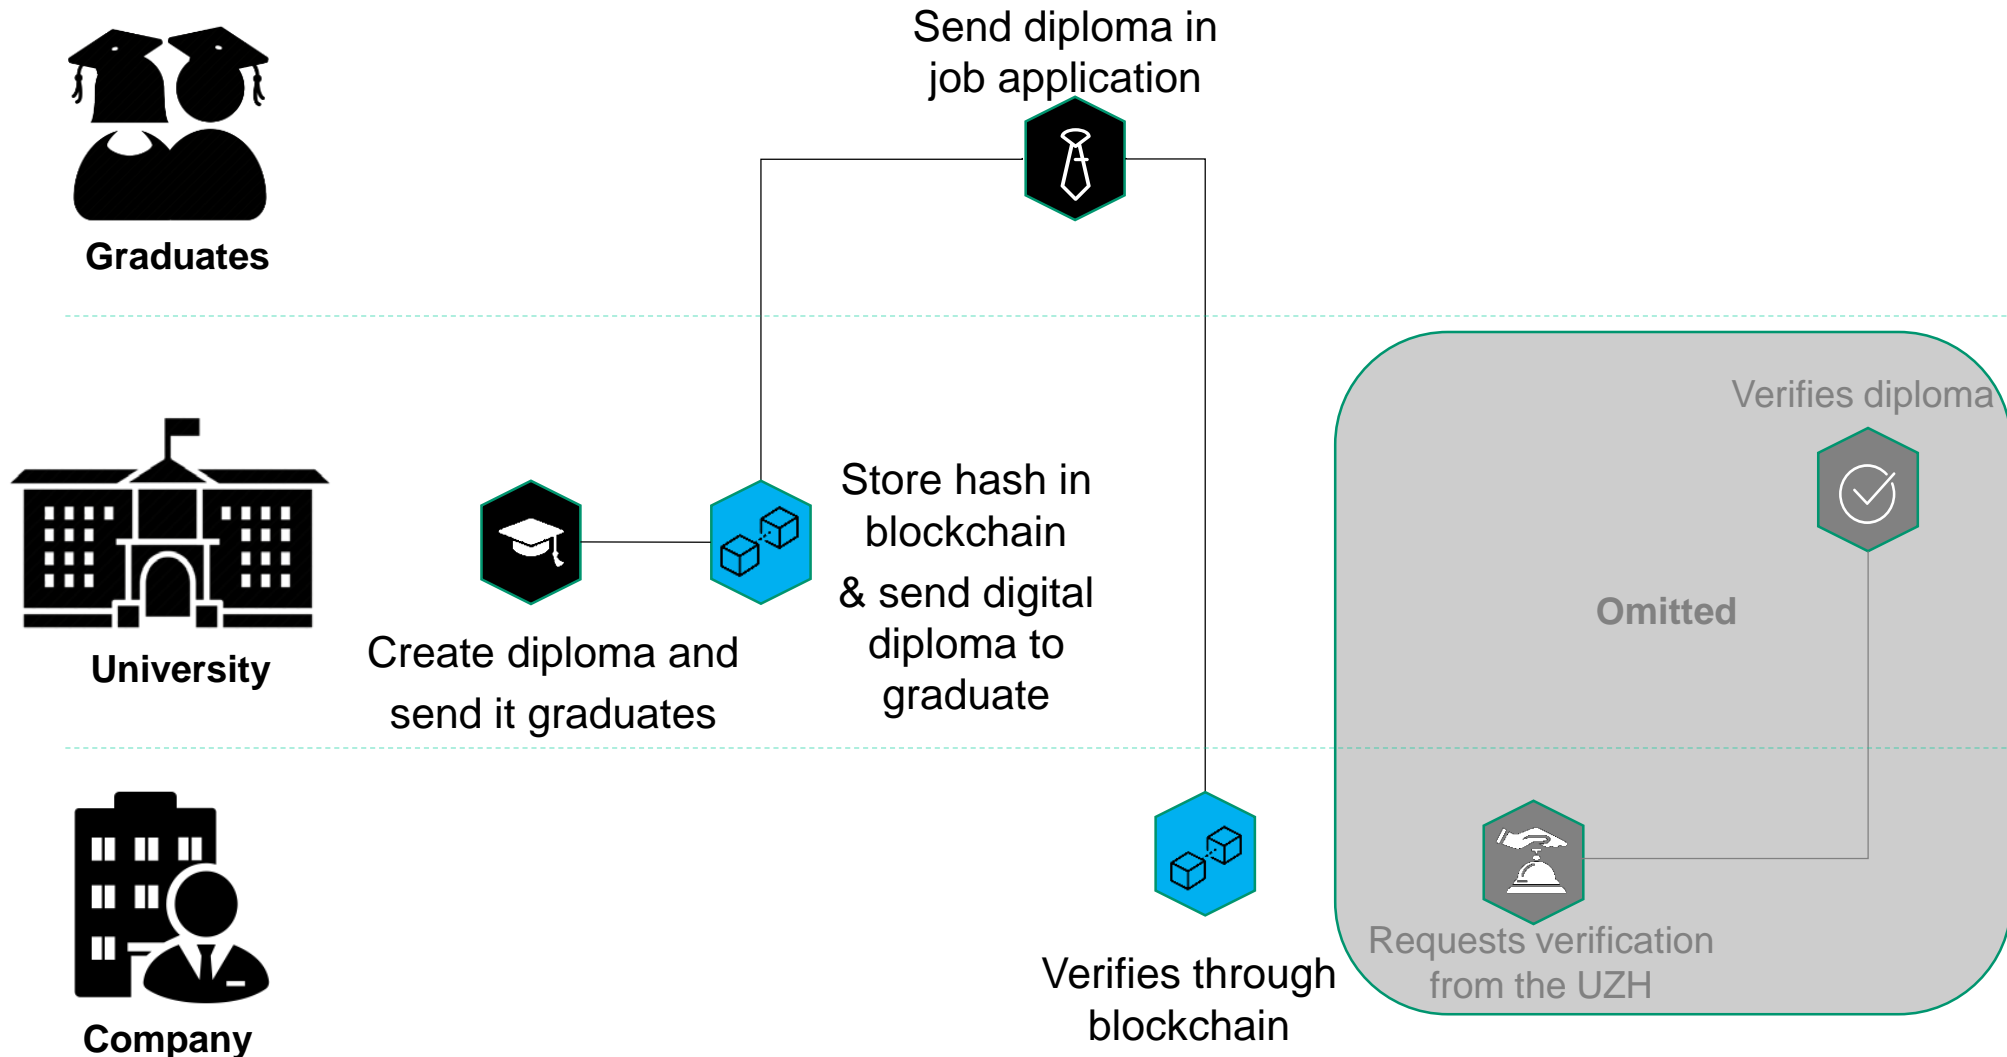 Send diploma in
job application
Graduates
Verifies diploma
Store hash in
blockchain
& send digital
diploma to
graduate
Omitted
University
Create diploma and
send it graduates
Requests verification
from the UZH
Verifies through
blockchain
Company